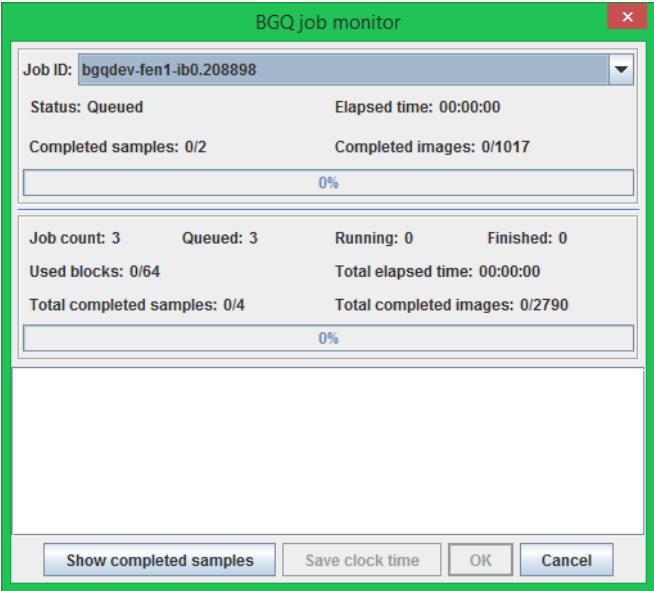 BGQ job monitor
Job ID: bgqdev-fen1-ib0.208898
Status: Queued Elapsed time: 00:00:00
Completed samples: 0/2 Completed images: 0/1017
0%
Job count: 3 Queued: 3 Running: 0 Finished: 0
Used blocks: 0/64 Total elapsed time: 00:00:00
Total completed samples: 0/4 Total completed images: 0/2790
0%
Show completed samples Save clock time OK Cancel